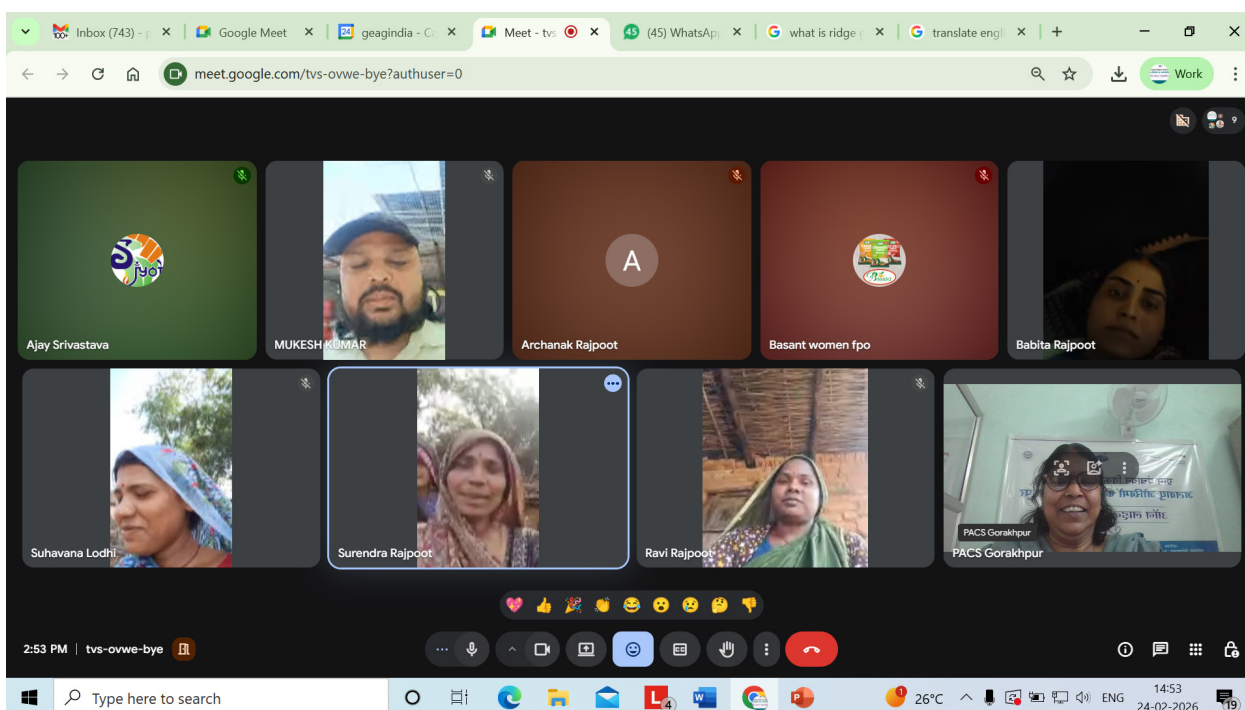 Inbox (743) - p
Google Meet
geagindia - Ca
Meet - tvs
(45) WhatsApp
what is ridge g
translate engli
meet.google.com/tvs-ovwe-bye?authuser=0
Work
9
Ajay Srivastava
MUKESH KUMAR
A
Archanak Rajpoot
Basant women fpo
Babita Rajpoot
Suhavana Lodhi
Surendra Rajpoot
Ravi Rajpoot
PACS Gorakhpur
PACS Gorakhpur
2:53 PM | tvs-ovwe-bye
Type here to search
26°C
ENG
14:53
24-02-2026
19